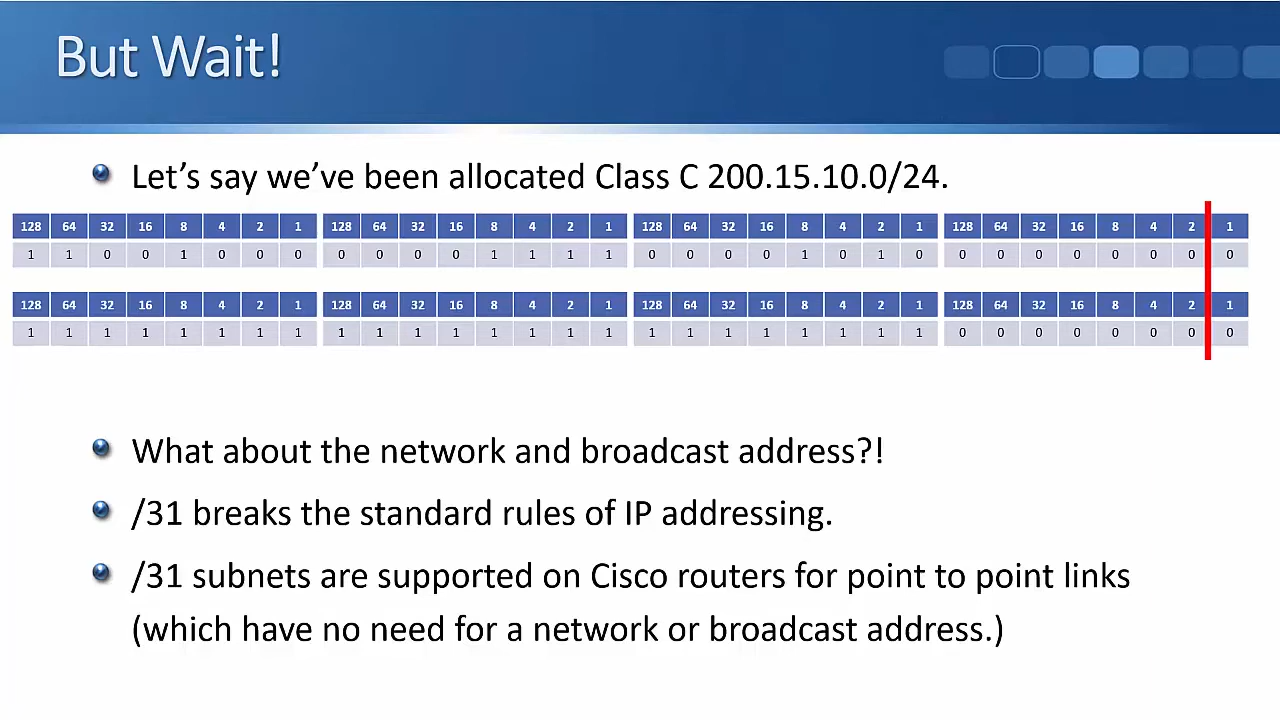 But Wait!
Let's say we've been allocated Class C 200.15.10.0/24.
128 64 32 16 8 4 2 1 128 64 32 16 8 4 2 1 128 64 32 16 8 4 2 1 128 64 32 16 8 4 2 1
1 1 0 0 1 0 0 0 0 0 0 0 1 1 1 1 0 0 0 0 1 0 1 0 0 0 0 0 0 0 0 0
128 64 32 16 8 4 2 1 128 64 32 16 8 4 2 1 128 64 32 16 8 4 2 1 128 64 32 16 8 4 2 1
1 1 1 1 1 1 1 1 1 1 1 1 1 1 1 1 1 1 1 1 1 1 1 1 0 0 0 0 0 0 0 0
What about the network and broadcast address?!
/31 breaks the standard rules of IP addressing.
/31 subnets are supported on Cisco routers for point to point links
(which have no need for a network or broadcast address.)